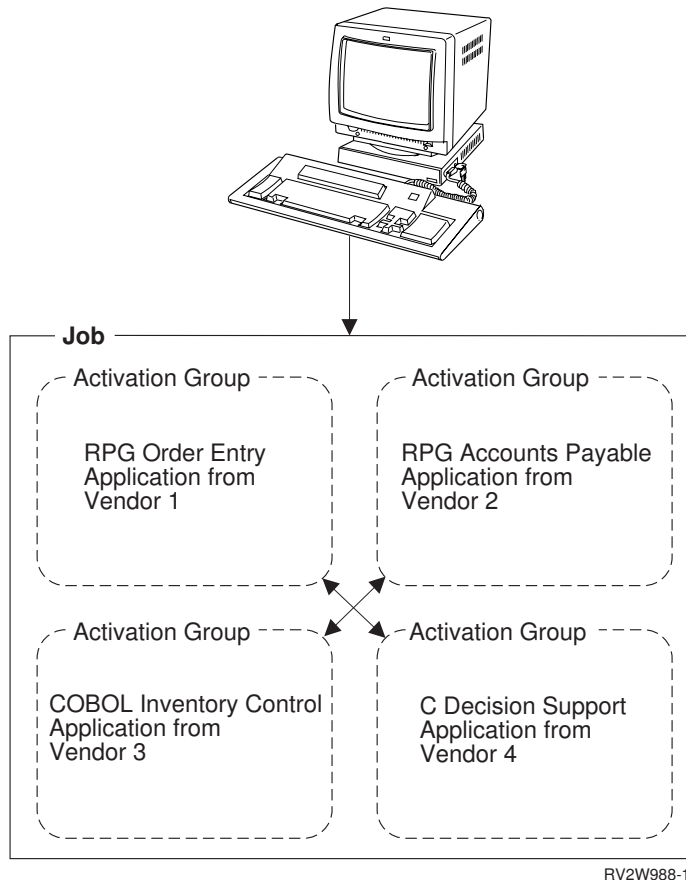 Job
Activation Group
RPG Order Entry
Application from
Vendor 1
Activation Group
RPG Accounts Payable
Application from
Vendor 2
Activation Group
COBOL Inventory Control
Application from
Vendor 3
Activation Group
C Decision Support
Application from
Vendor 4
RV2W988-1